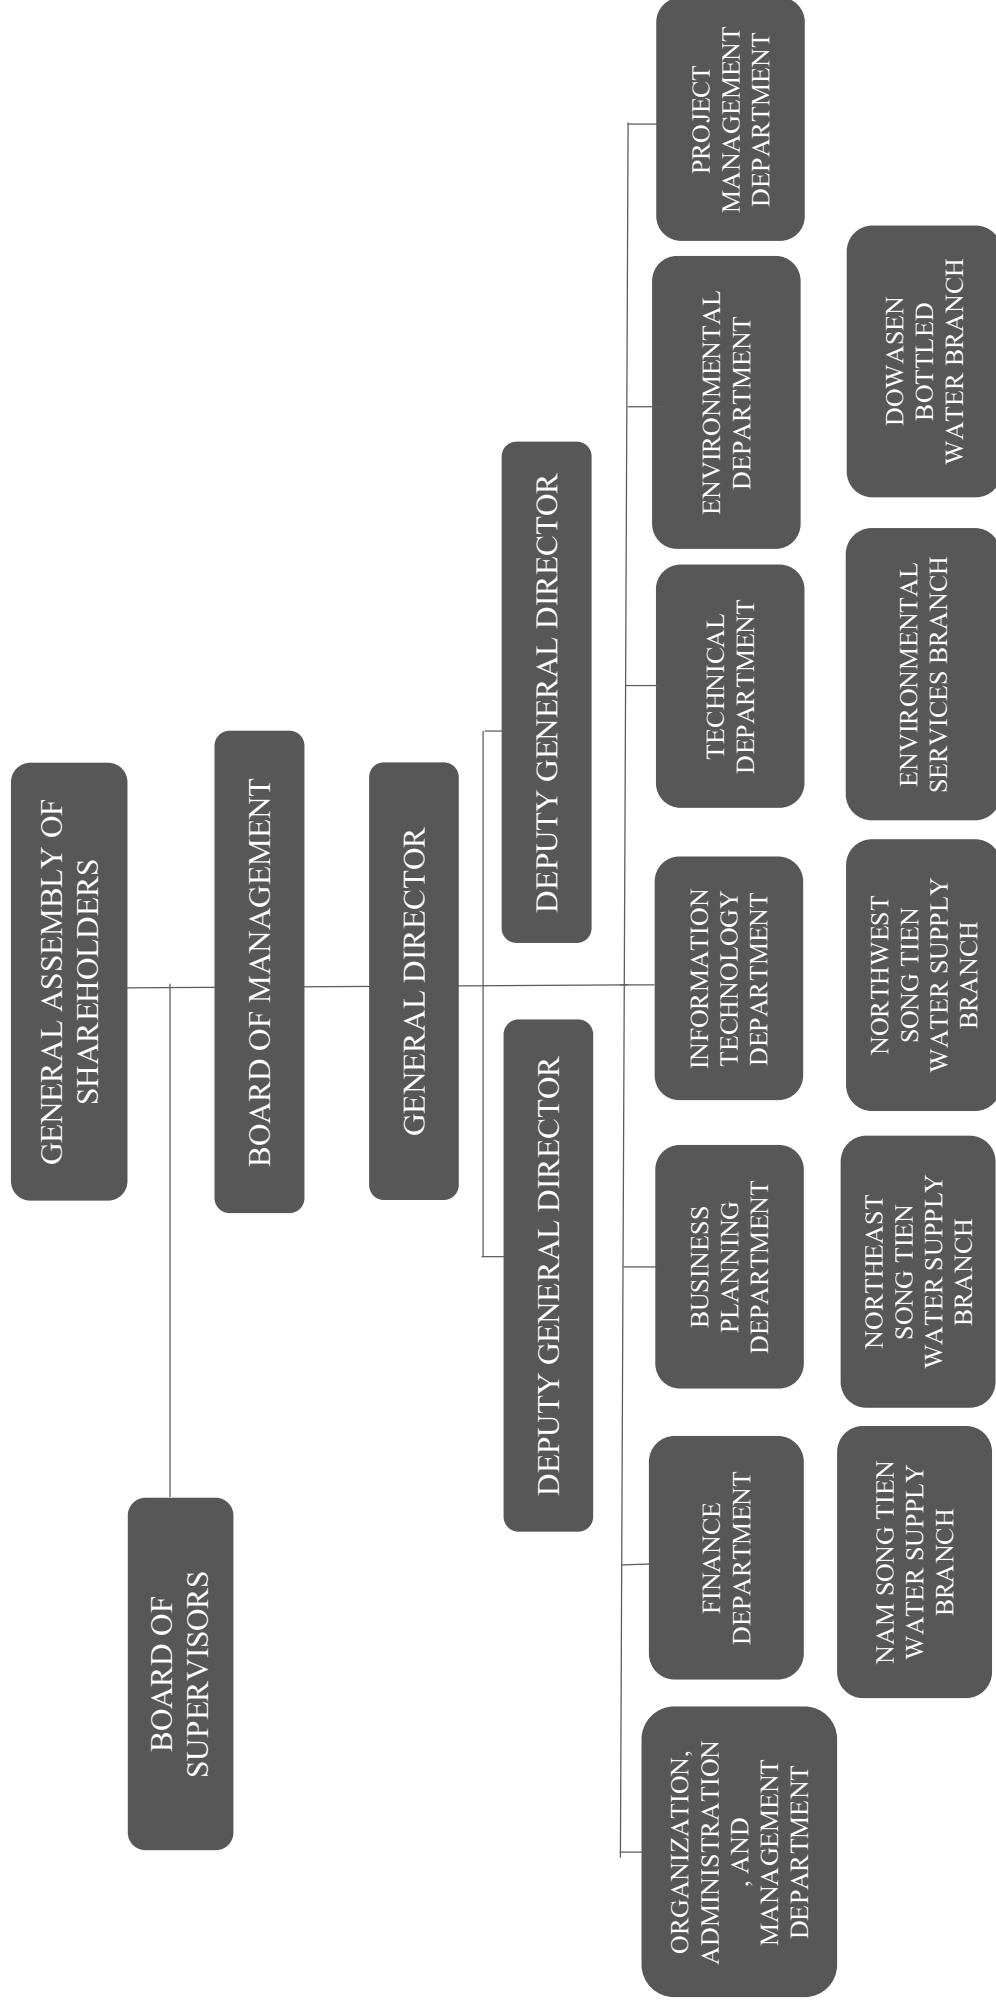 GENERAL ASSEMBLY OF
SHAREHOLDERS
BOARD OF
SUPERVISORS
BOARD OF MANAGEMENT
GENERAL DIRECTOR
DEPUTY GENERAL DIRECTOR
DEPUTY GENERAL DIRECTOR
ORGANIZATION,
ADMINISTRATION
, AND
MANAGEMENT
DEPARTMENT
FINANCE
DEPARTMENT
BUSINESS
PLANNING
DEPARTMENT
INFORMATION
TECHNOLOGY
DEPARTMENT
TECHNICAL
DEPARTMENT
ENVIRONMENTAL
DEPARTMENT
PROJECT
MANAGEMENT
DEPARTMENT
NAM SONG TIEN
WATER SUPPLY
BRANCH
NORTHEAST
SONG TIEN
WATER SUPPLY
BRANCH
NORTHWEST
SONG TIEN
WATER SUPPLY
BRANCH
ENVIRONMENTAL
SERVICES BRANCH
DOWASEN
BOTTLED
WATER BRANCH